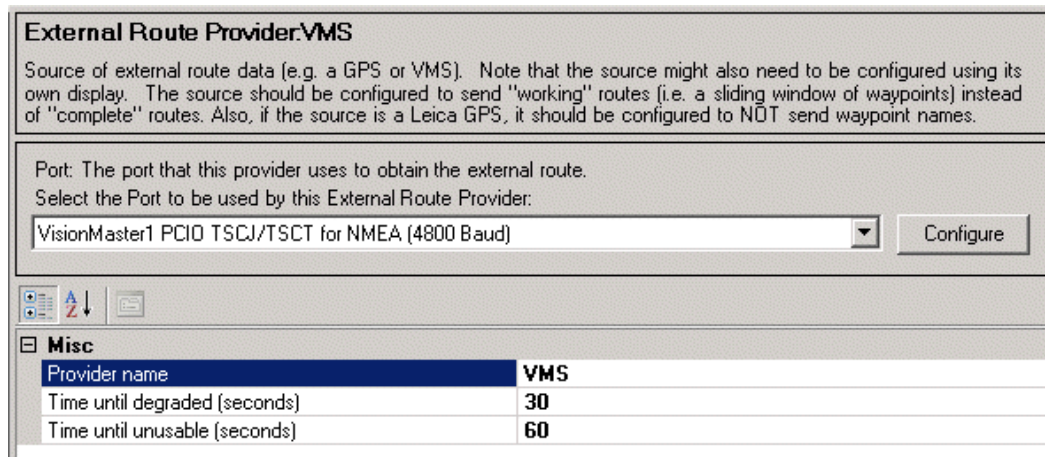 External Route Provider:VMS
Source of external route data (e.g. a GPS or VMS). Note that the source might also need to be configured using its
own display. The source should be configured to send "working" routes (i.e. a sliding window of waypoints) instead
of "complete" routes. Also, if the source is a Leica GPS, it should be configured to NOT send waypoint names.
Port: The port that this provider uses to obtain the external route.
Select the Port to be used by this External Route Provider:
VisionMaster1 PCIO TSCJ/TSCT for NMEA (4800 Baud)
Configure
Misc
Provider name VMS
Time until degraded (seconds) 30
Time until unusable (seconds) 60